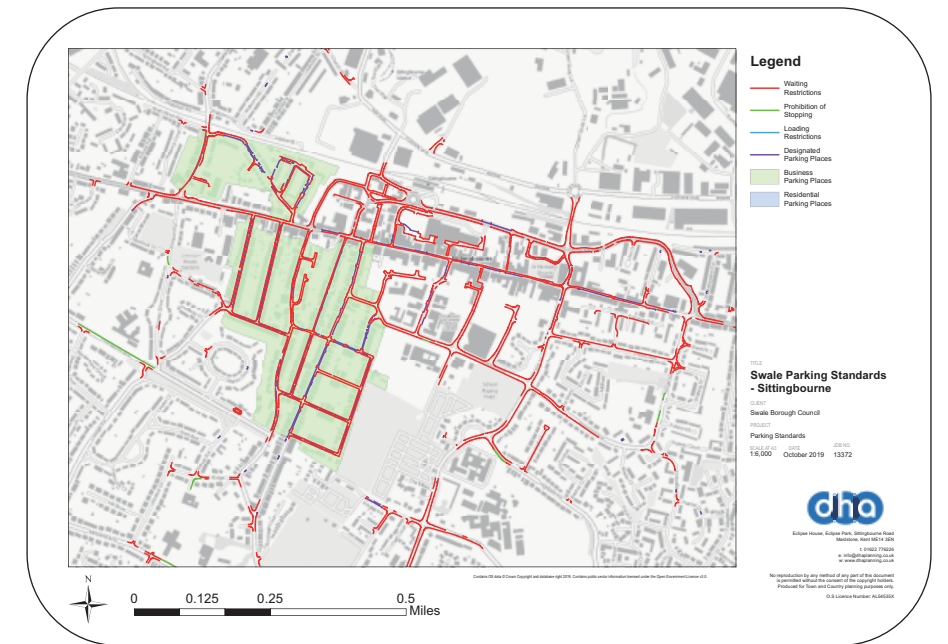 Legend
Waiting
Restrictions
Prohibition of
Stopping
Loading
Restrictions
Designated
Parking Places
Business
Parking Places
Residential
Parking Places
TITLE
Swale Parking Standards
- Sittingbourne
CLIENT
Swale Borough Council
PROJECT
Parking Standards
SCALE AT A3 DATE JOB NO.
1:6,000 October 2019 13372
dha
Eclipse House, Eclipse Park, Sittingbourne Road
Maidstone, Kent ME14 3EN
t: 01622 776226
e: info@dhaplanning.co.uk
w: www.dhaplanning.co.uk
No reproduction by any method of any part of this document
is permitted without the consent of the copyright holders.
Produced for Town and Country planning purposes only.
O.S Licence Number: AL54535X
Contains OS data © Crown Copyright and database right 2019. Contains public sector information licensed under the Open Government Licence v3.0.
N
0 0.125 0.25 0.5
Miles